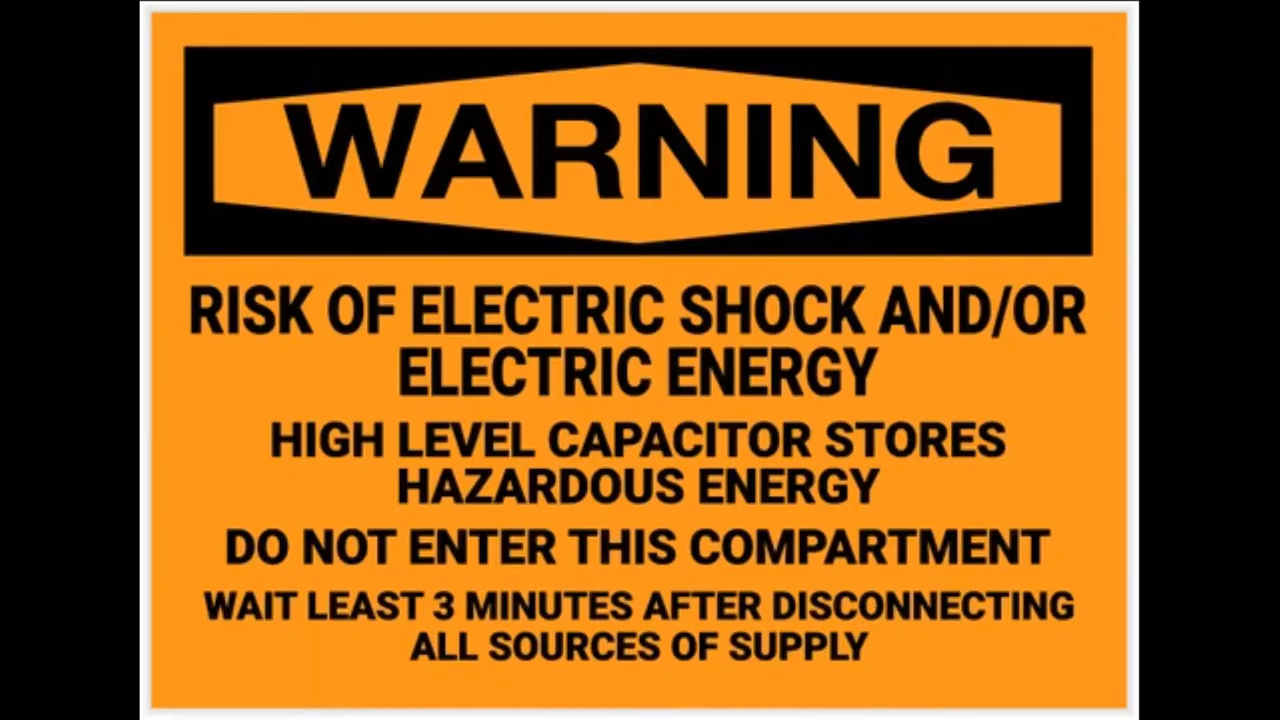 WARNING
RISK OF ELECTRIC SHOCK AND/OR
ELECTRIC ENERGY
HIGH LEVEL CAPACITOR STORES
HAZARDOUS ENERGY
DO NOT ENTER THIS COMPARTMENT
WAIT LEAST 3 MINUTES AFTER DISCONNECTING
ALL SOURCES OF SUPPLY